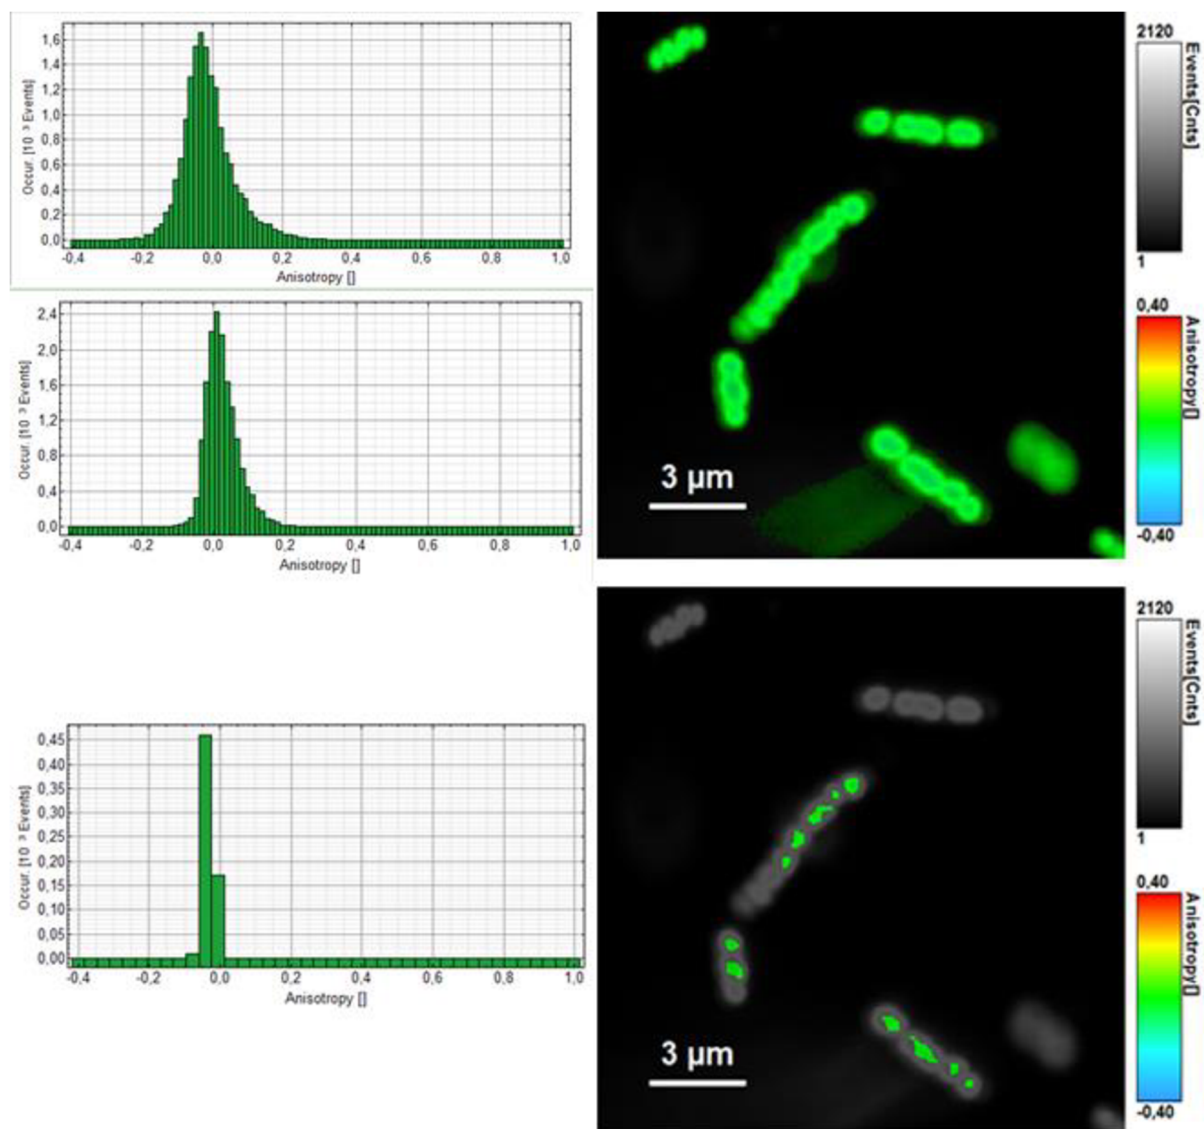 1,6
1,4
1,2
1,0
0,8
0,6
0,4
0,2
0,0
Occur. [10 ³ Events]
-0,4 -0,2 0,0 0,2 0,4 0,6 0,8 1,0
Anisotropy []
2,4
2,0
1,6
1,2
0,8
0,4
0,0
Occur. [10 ³ Events]
-0,4 -0,2 0,0 0,2 0,4 0,6 0,8 1,0
Anisotropy []
3 µm
2120
Events[Cnts]
1
0,40
Anisotropy[]
-0,40
0,45
0,40
0,35
0,30
0,25
0,20
0,15
0,10
0,05
0,00
Occur. [10 ³ Events]
-0,4 -0,2 0,0 0,2 0,4 0,6 0,8 1,0
Anisotropy []
3 µm
2120
Events[Cnts]
1
0,40
Anisotropy[]
-0,40